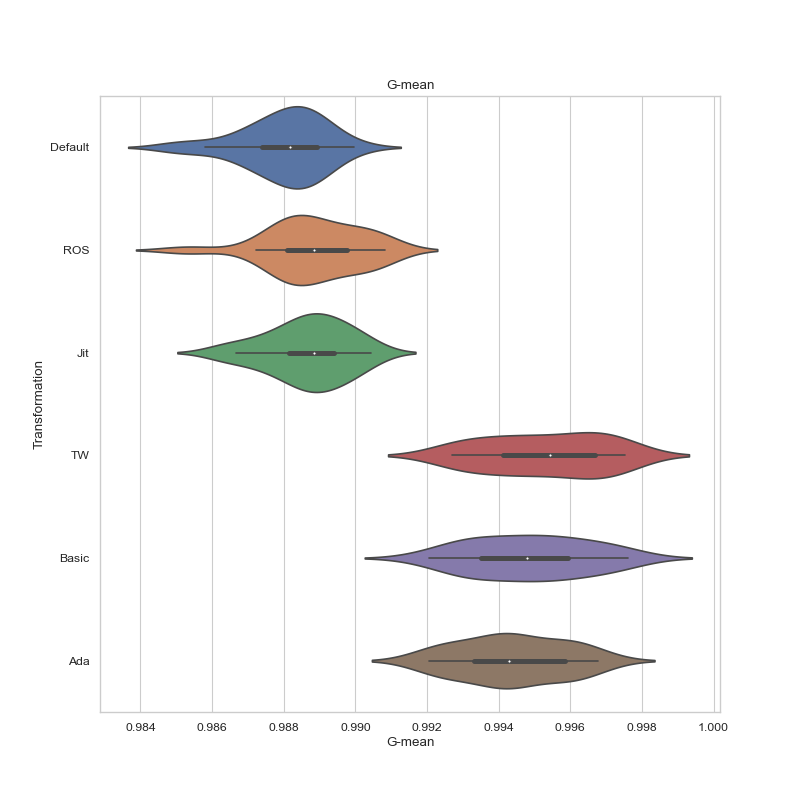 G-mean
Default
ROS
Jit
TW
Basic
Ada
Transformation
0.984 0.986 0.988 0.990 0.992 0.994 0.996 0.998 1.000
G-mean